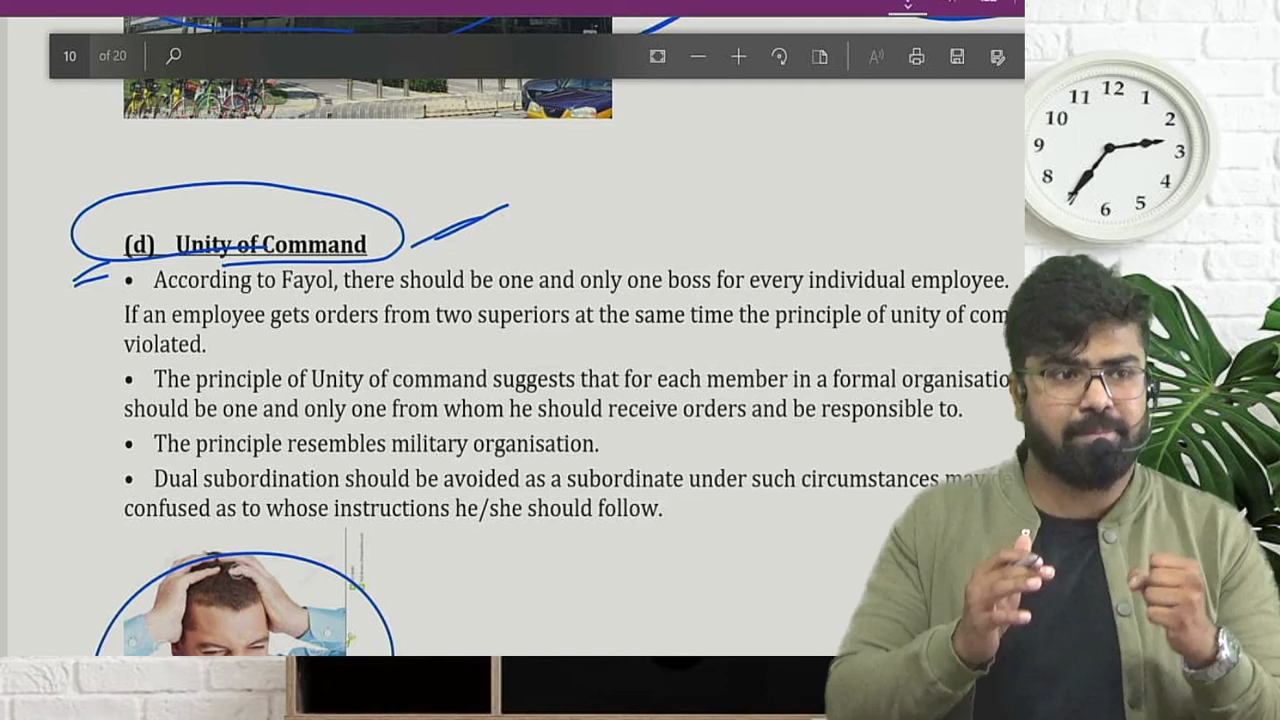 10 of 20
(d) Unity of Command
• According to Fayol, there should be one and only one boss for every individual employee.
If an employee gets orders from two superiors at the same time the principle of unity of com
violated.
• The principle of Unity of command suggests that for each member in a formal organisatio
should be one and only one from whom he should receive orders and be responsible to.
• The principle resembles military organisation.
• Dual subordination should be avoided as a subordinate under such circumstances may
confused as to whose instructions he/she should follow.
12
11 1
10 2
9 3
8 4
6 5